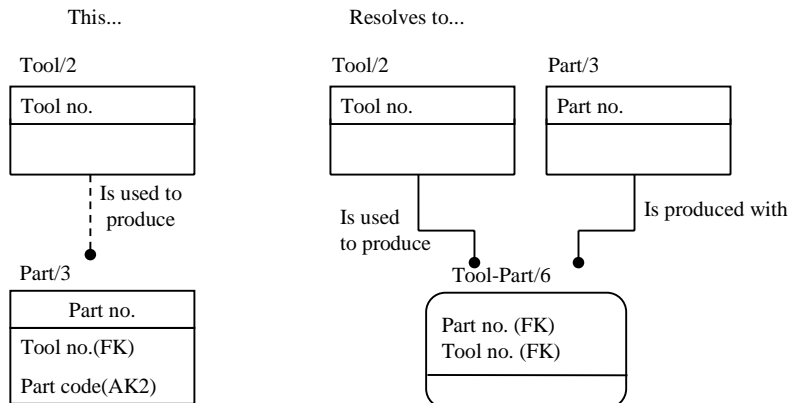 This...
Resolves to...
Tool/2
Tool no.
Is used to
produce
Part/3
Part no.
Tool no.(FK)
Part code(AK2)
Tool/2
Part/3
Tool no.
Part no.
Is used
to produce
Is produced with
Tool-Part/6
Part no. (FK)
Tool no. (FK)